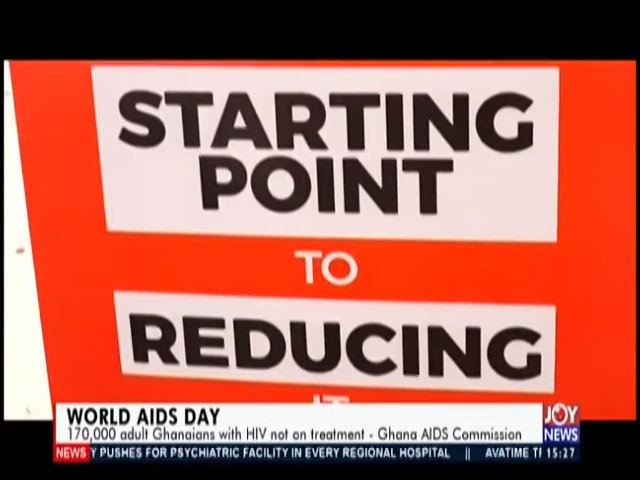 STARTING
POINT
TO
REDUCING
WORLD AIDS DAY
170,000 adult Ghanaians with HIV not on treatment - Ghana AIDS Commission
JOY
NEWS
NEWS Y PUSHES FOR PSYCHIATRIC FACILITY IN EVERY REGIONAL HOSPITAL || AVATIME 15:27